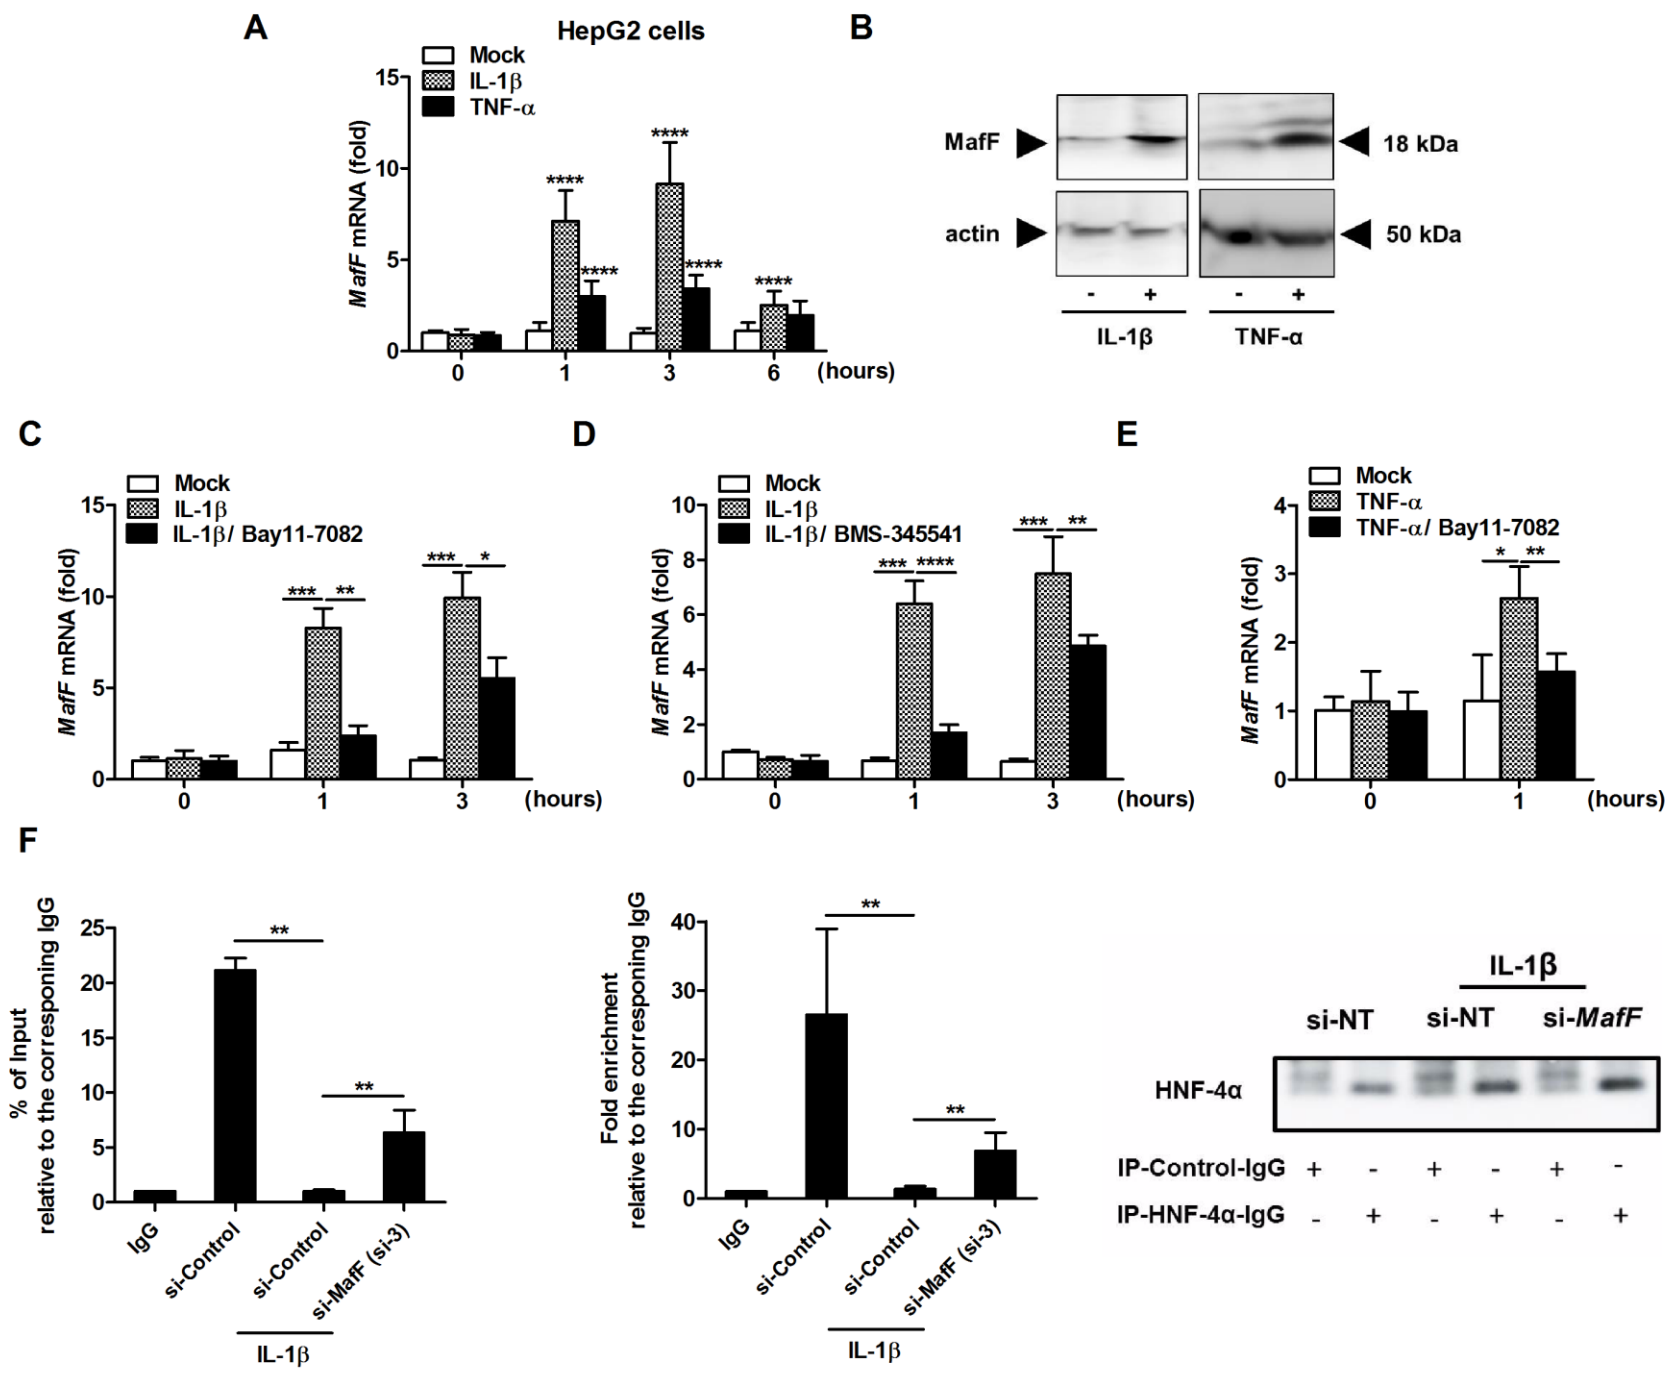 A
HepG2 cells
Mock
IL-1β
TNF-α
MafF mRNA (fold)
15
10
5
0
****
****
****
****
****
0 1 3 6 (hours)
B
MafF
18 kDa
actin
50 kDa
- + - +
IL-1β TNF-α
C
Mock
IL-1β
IL-1β/ Bay11-7082
MafF mRNA (fold)
15
10
5
0
*** **
*** *
0 1 3 (hours)
D
Mock
IL-1β
IL-1β/ BMS-345541
MafF mRNA (fold)
10
8
6
4
2
0
*** ****
*** **
0 1 3 (hours)
E
Mock
TNF-α
TNF-α/ Bay11-7082
MafF mRNA (fold)
4
3
2
1
0
* **
0 1 (hours)
F
% of Input
relative to the corresponing IgG
25
20
15
10
5
0
**
**
IgG
si-Control
si-Control
si-MafF (si-3)
IL-1β
Fold enrichment
relative to the corresponing IgG
40
30
20
10
0
**
**
IgG
si-Control
si-Control
si-MafF (si-3)
IL-1β
IL-1β
si-NT si-NT si-MafF
HNF-4α
IP-Control-IgG + - + - + -
IP-HNF-4α-IgG - + - + - +